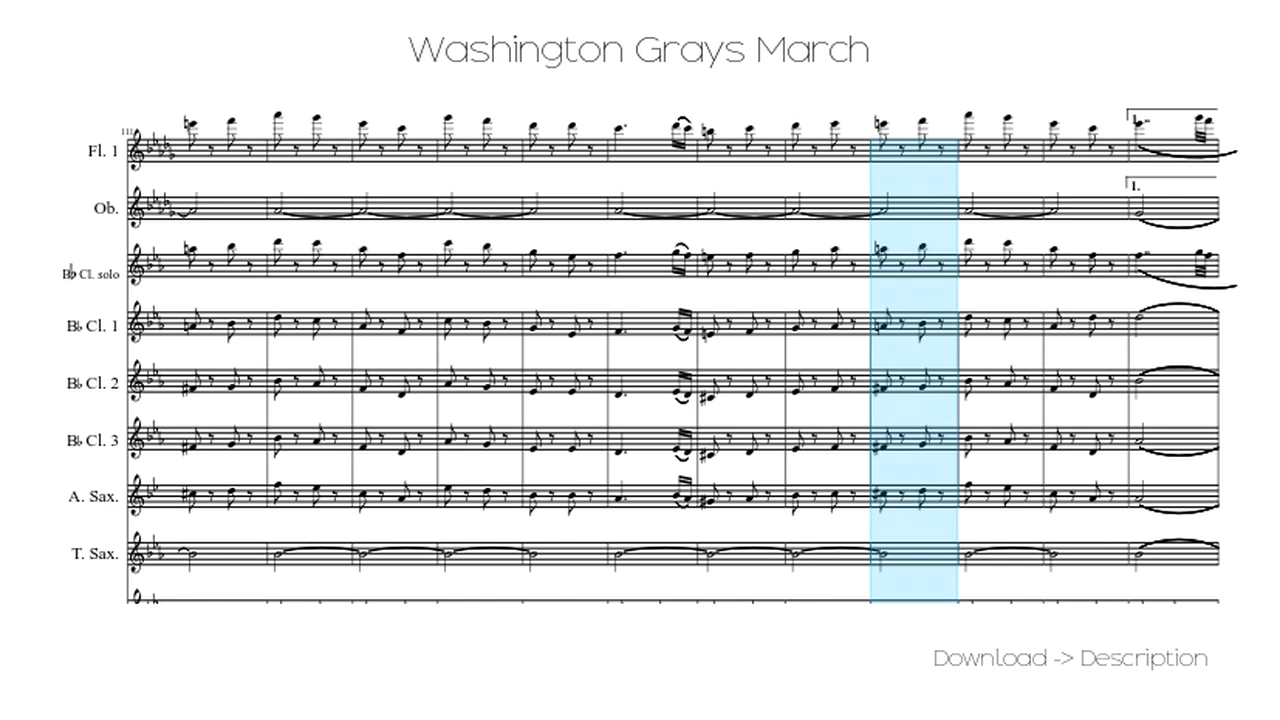 Washington Grays March
Fl. 1
1.
Ob.
1.
B♭ Cl. solo
B♭ Cl. 1
B♭ Cl. 2
B♭ Cl. 3
A. Sax.
T. Sax.
Download -> Description